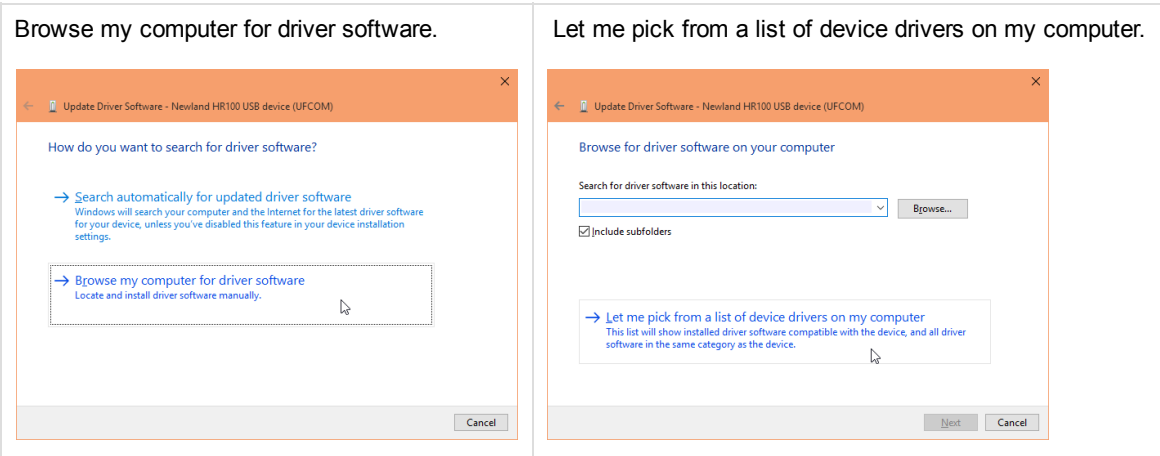 Browse my computer for driver software.
Update Driver Software - Newland HR100 USB device (UFCOM)
How do you want to search for driver software?
Search automatically for updated driver software
Windows will search your computer and the Internet for the latest driver software
for your device, unless you've disabled this feature in your device installation
settings.
Browse my computer for driver software
Locate and install driver software manually.
Cancel
Let me pick from a list of device drivers on my computer.
Update Driver Software - Newland HR100 USB device (UFCOM)
Browse for driver software on your computer
Search for driver software in this location:
Browse...
Include subfolders
Let me pick from a list of device drivers on my computer
This list will show installed driver software compatible with the device, and all driver
software in the same category as the device.
Next
Cancel